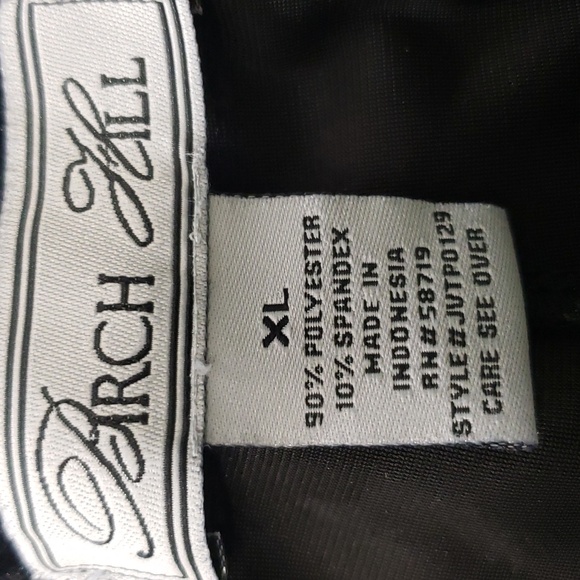 BIRCH HILL
XL
90% POLYESTER
10% SPANDEX
MADE IN
INDONESIA
RN# 58719
STYLE#JVTP0129
CARE SEE OVER